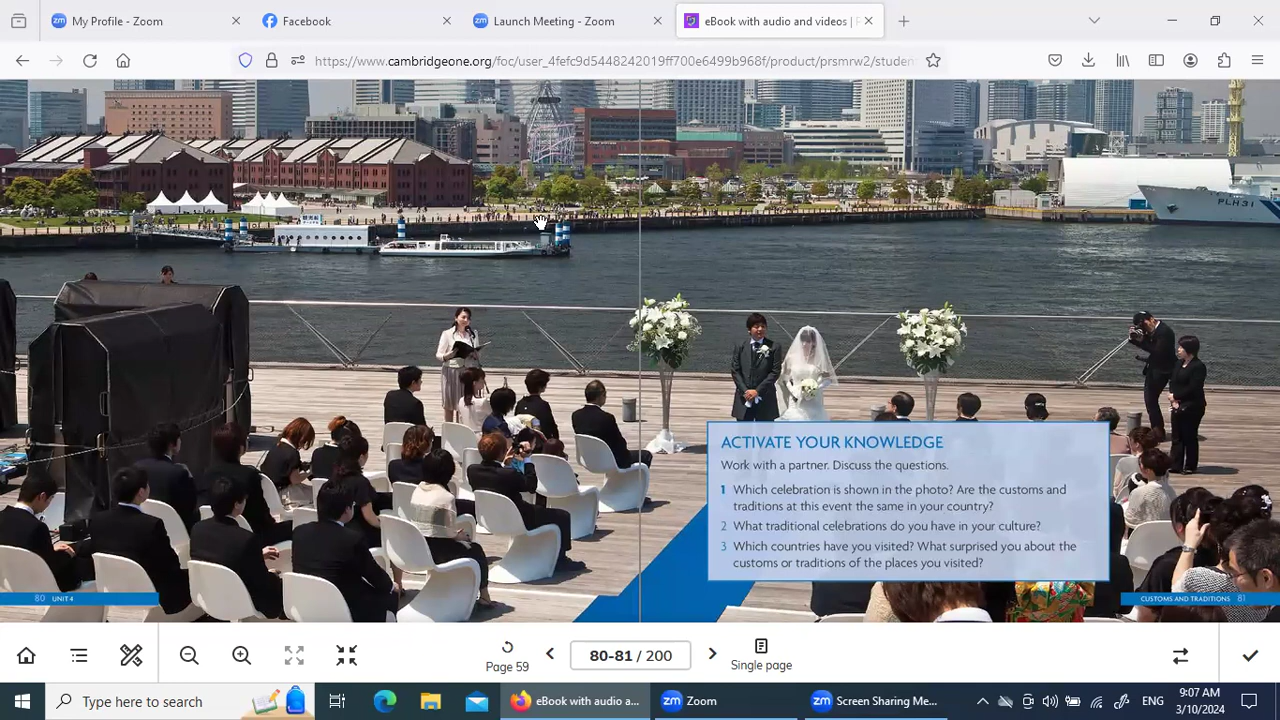 My Profile - Zoom
Facebook
Launch Meeting - Zoom
eBook with audio and videos |
https://www.cambridgeone.org/foc/user_4fefc9d5448242019ff700e6499b968f/product/prsmrw2/studen
PLH31
ACTIVATE YOUR KNOWLEDGE
Work with a partner. Discuss the questions.
1 Which celebration is shown in the photo? Are the customs and
traditions at this event the same in your country?
2 What traditional celebrations do you have in your culture?
3 Which countries have you visited? What surprised you about the
customs or traditions of the places you visited?
80 UNIT 4
CUSTOMS AND TRADITIONS 81
Page 59
80-81 / 200
Single page
Type here to search
eBook with audio a...
Zoom
Screen Sharing Me...
ENG
9:07 AM
3/10/2024